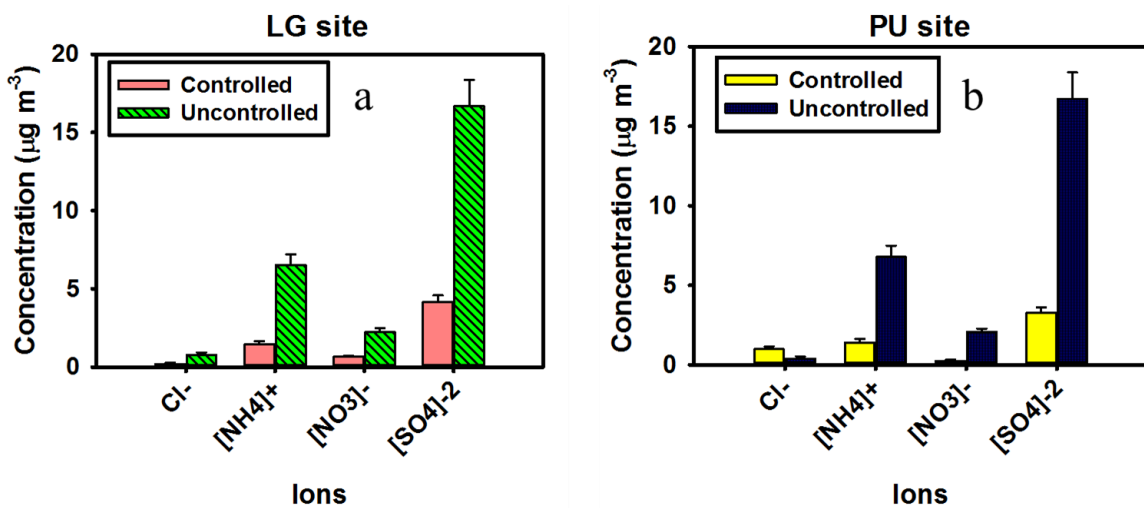 LG site
Concentration (μg m-3)
20
15
10
5
0
Controlled
Uncontrolled
a
Cl-
[NH4]+
[NO3]-
[SO4]-2
Ions
PU site
Concentration (μg m-3)
20
15
10
5
0
Controlled
Uncontrolled
b
Cl-
[NH4]+
[NO3]-
[SO4]-2
Ions